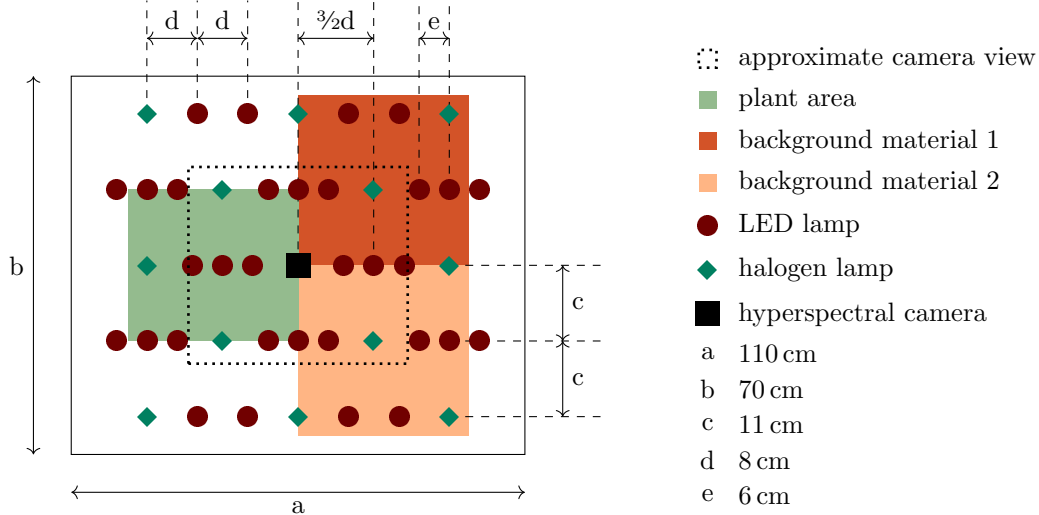 d d ³⁄₂d e
b
c
c
a
approximate camera view
plant area
background material 1
background material 2
LED lamp
halogen lamp
hyperspectral camera
a 110 cm
b 70 cm
c 11 cm
d 8 cm
e 6 cm